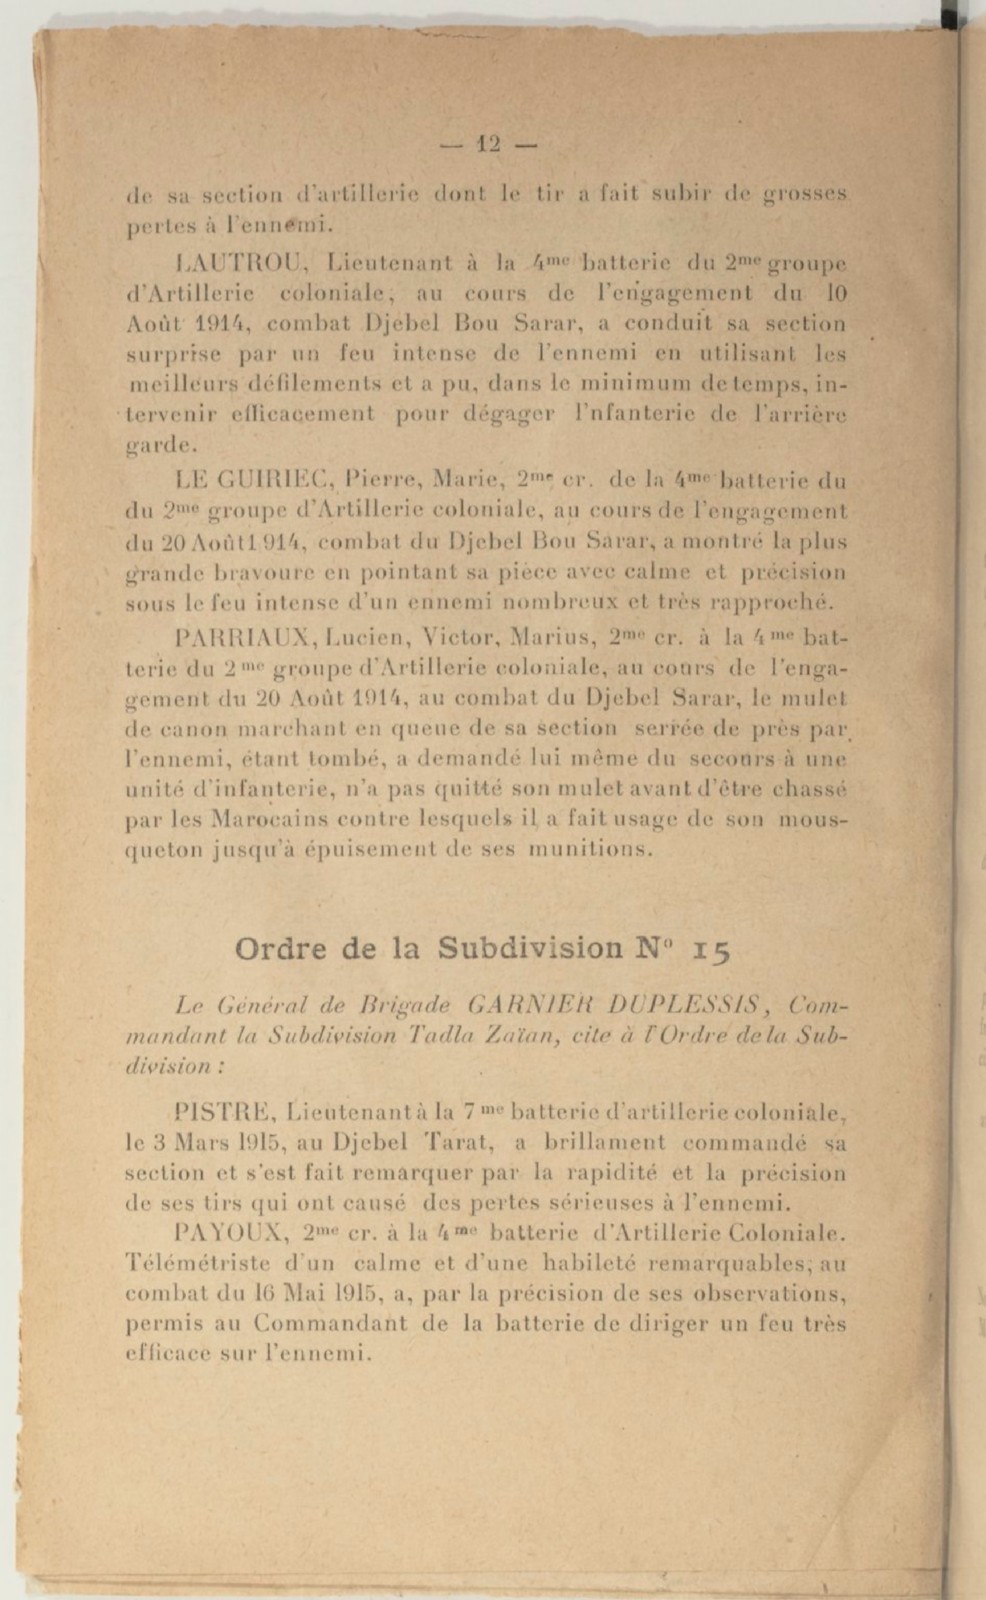 — 12 —
de sa section d'artillerie dont le tir a fait subir de grosses
pertes à l'ennemi.
LAUTROU, Lieutenant à la 4me batterie du 2me groupe
d'Artillerie coloniale, au cours de l'engagement du 10
Août 1914, combat Djebel Bou Sarar, a conduit sa section
surprise par un feu intense de l'ennemi en utilisant les
meilleurs défilements et a pu, dans le minimum de temps, in-
tervenir efficacement pour dégager l'nfanterie de l'arrière
garde.
LE GUIRIEC, Pierre, Marie, 2me cr. de la 4me batterie du
du 2me groupe d'Artillerie coloniale, au cours de l'engagement
du 20 Août1914, combat du Djebel Bou Sarar, a montré la plus
grande bravoure en pointant sa pièce avec calme et précision
sous le feu intense d'un ennemi nombreux et très rapproché.
PARRIAUX, Lucien, Victor, Marius, 2me cr. à la 4me bat-
terie du 2me groupe d'Artillerie coloniale, au cours de l'enga-
gement du 20 Août 1914, au combat du Djebel Sarar, le mulet
de canon marchant en queue de sa section serrée de près par
l'ennemi, étant tombé, a demandé lui même du secours à une
unité d'infanterie, n'a pas quitté son mulet avant d'être chassé
par les Marocains contre lesquels il a fait usage de son mous-
queton jusqu'à épuisement de ses munitions.
Ordre de la Subdivision N° 15
Le Général de Brigade GARNIER DUPLESSIS, Com-
mandant la Subdivision Tadla Zaïan, cite à l'Ordre de la Sub-
division :
PISTRE, Lieutenant à la 7me batterie d'artillerie coloniale,
le 3 Mars 1915, au Djebel Tarat, a brillament commandé sa
section et s'est fait remarquer par la rapidité et la précision
de ses tirs qui ont causé des pertes sérieuses à l'ennemi.
PAYOUX, 2me cr. à la 4me batterie d'Artillerie Coloniale.
Télémétriste d'un calme et d'une habileté remarquables, au
combat du 16 Mai 1915, a, par la précision de ses observations,
permis au Commandant de la batterie de diriger un feu très
efficace sur l'ennemi.